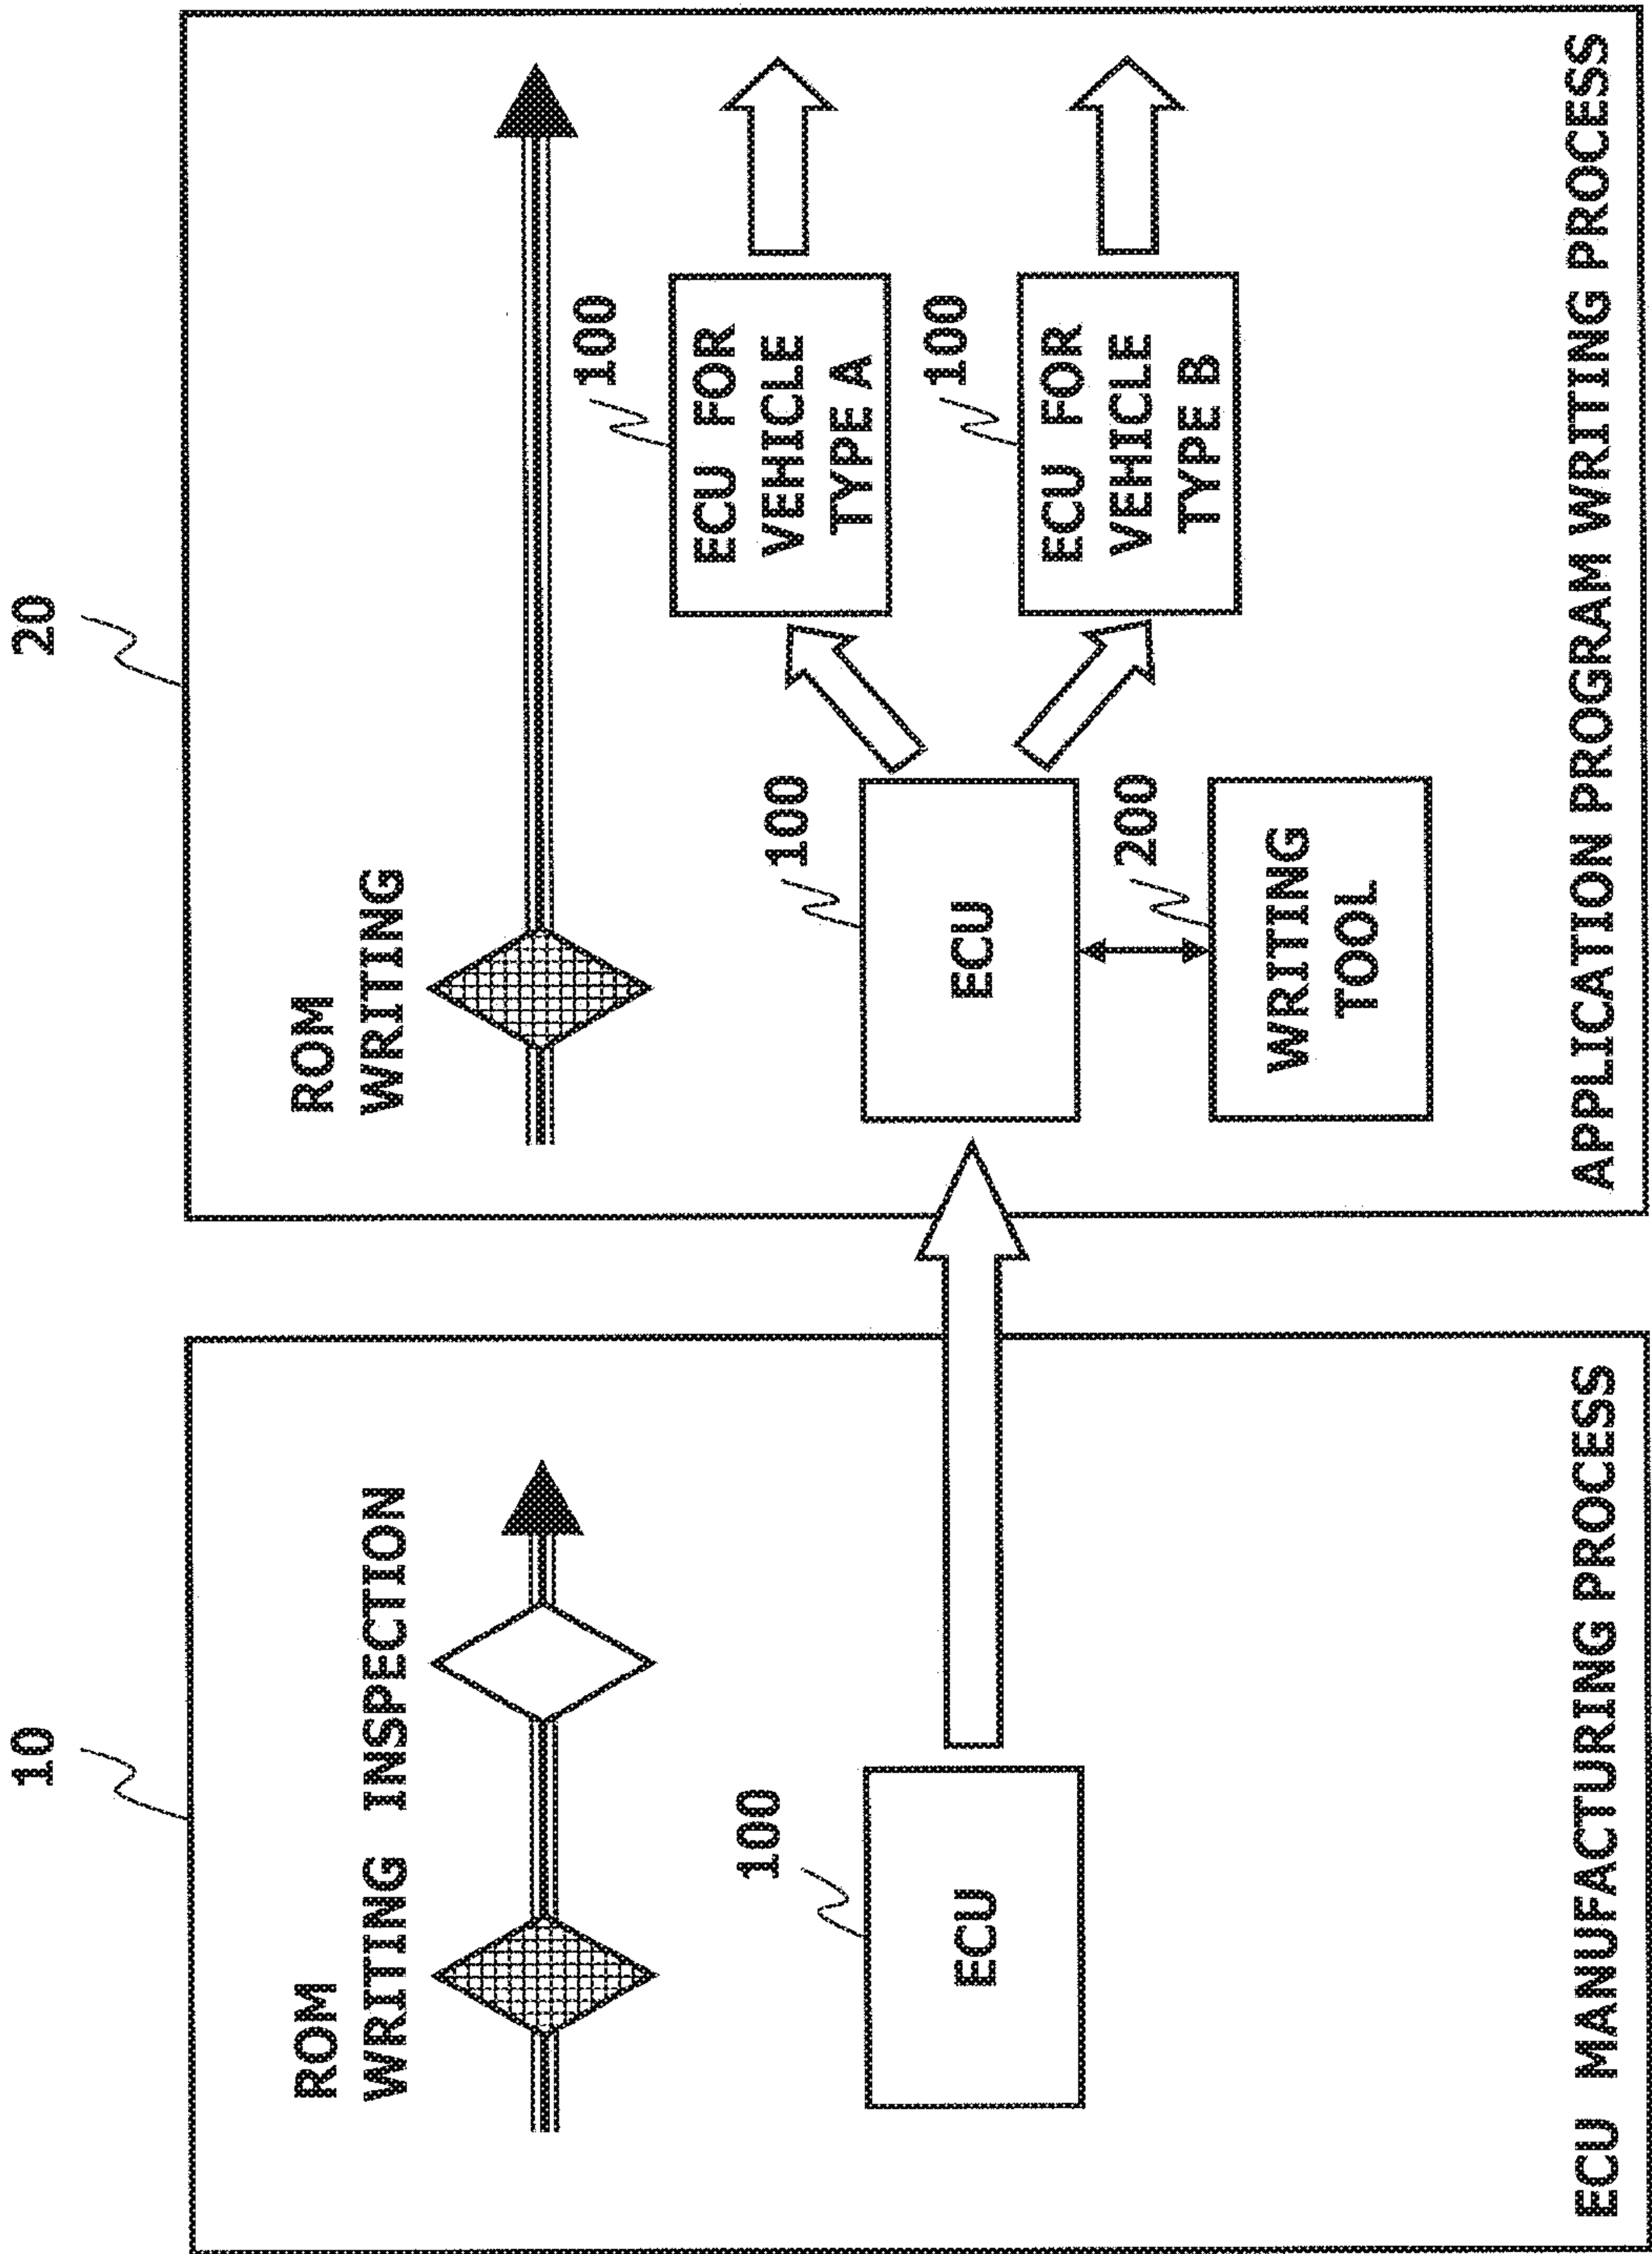 10
ROM
WRITING INSPECTION
100
ECU
ECU MANUFACTURING PROCESS
20
ROM
WRITING
100
ECU
200
WRITING
TOOL
100
ECU FOR
VEHICLE
TYPE A
100
ECU FOR
VEHICLE
TYPE B
APPLICATION PROGRAM WRITING PROCESS